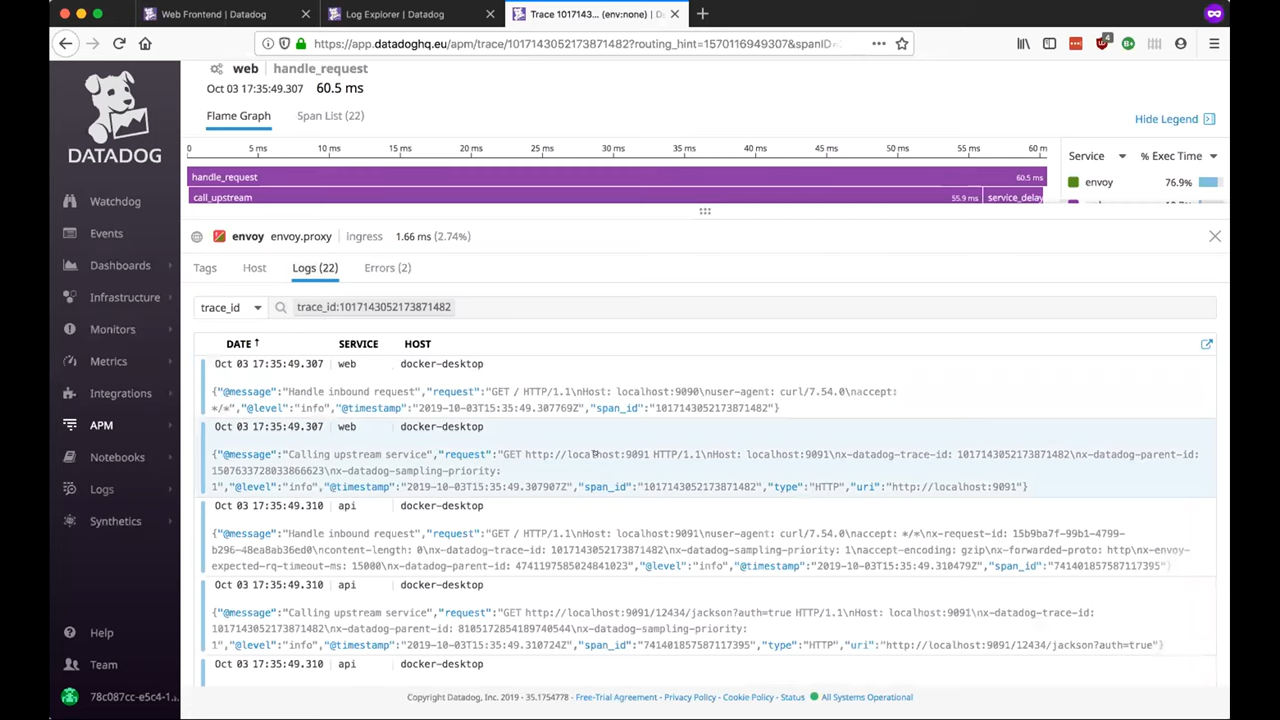 Web Frontend | Datadog
Log Explorer | Datadog
Trace 1017143... (env:none) | D
https://app.datadoghq.eu/apm/trace/1017143052173871482?routing_hint=1570116949307&spanID=
4
DATADOG
Watchdog
Events
Dashboards
Infrastructure
Monitors
Metrics
Integrations
APM
Notebooks
Logs
Synthetics
Help
Team
78c087cc-e5c4-1...
web handle_request
Oct 03 17:35:49.307 60.5 ms
Flame Graph Span List (22)
Hide Legend
0 5 ms 10 ms 15 ms 20 ms 25 ms 30 ms 35 ms 40 ms 45 ms 50 ms 55 ms 60 m
Service % Exec Time
handle_request 60.5 ms
envoy 76.9%
call_upstream 55.9 ms service_delay
envoy envoy.proxy ingress 1.66 ms (2.74%)
Tags Host Logs (22) Errors (2)
trace_id trace_id:1017143052173871482
DATE SERVICE HOST
Oct 03 17:35:49.307 web docker-desktop
{"@message":"Handle inbound request","request":"GET / HTTP/1.1\nHost: localhost:9090\nuser-agent: curl/7.54.0\naccept:
*/*","@level":"info","@timestamp":"2019-10-03T15:35:49.307769Z","span_id":"1017143052173871482"}
Oct 03 17:35:49.307 web docker-desktop
{"@message":"Calling upstream service","request":"GET http://localhost:9091 HTTP/1.1\nHost: localhost:9091\nx-datadog-trace-id: 1017143052173871482\nx-datadog-parent-id:
1507633728033866623\nx-datadog-sampling-priority:
1","@level":"info","@timestamp":"2019-10-03T15:35:49.307907Z","span_id":"1017143052173871482","type":"HTTP","uri":"http://localhost:9091"}
Oct 03 17:35:49.310 api docker-desktop
{"@message":"Handle inbound request","request":"GET / HTTP/1.1\nHost: localhost:9091\nuser-agent: curl/7.54.0\naccept: */*\nx-request-id: 15b9ba7f-99b1-4799-
b296-48ea8ab36ed0\ncontent-length: 0\nx-datadog-trace-id: 1017143052173871482\nx-datadog-sampling-priority: 1\naccept-encoding: gzip\nx-forwarded-proto: http\nx-envoy-
expected-rq-timeout-ms: 15000\nx-datadog-parent-id: 4741197585024841023","@level":"info","@timestamp":"2019-10-03T15:35:49.310479Z","span_id":"741401857587117395"}
Oct 03 17:35:49.310 api docker-desktop
{"@message":"Calling upstream service","request":"GET http://localhost:9091/12434/jackson?auth=true HTTP/1.1\nHost: localhost:9091\nx-datadog-trace-id:
1017143052173871482\nx-datadog-parent-id: 8105172854189740544\nx-datadog-sampling-priority:
1","@level":"info","@timestamp":"2019-10-03T15:35:49.310724Z","span_id":"741401857587117395","type":"HTTP","uri":"http://localhost:9091/12434/jackson?auth=true"}
Oct 03 17:35:49.310 api docker-desktop
Copyright Datadog, Inc. 2019 - 35.1754778 - Free-Trial Agreement - Privacy Policy - Cookie Policy - Status All Systems Operational